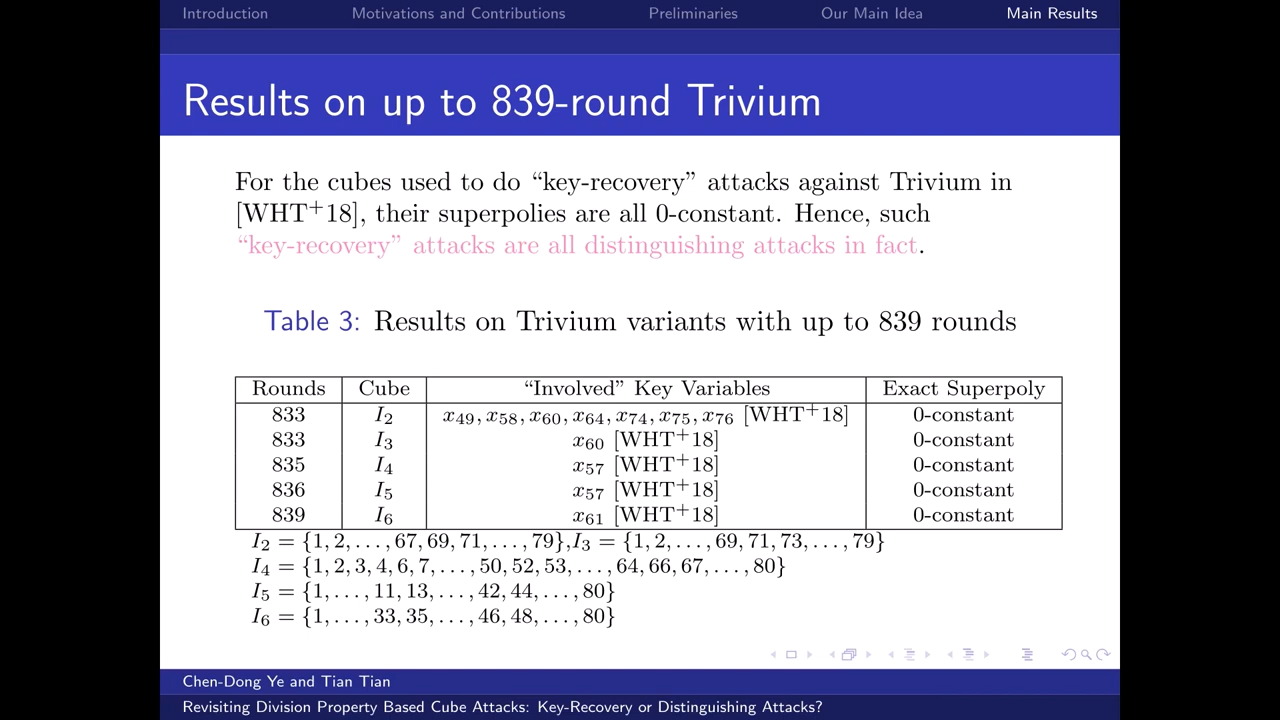 Introduction Motivations and Contributions Preliminaries Our Main Idea Main Results
Results on up to 839-round Trivium
For the cubes used to do “key-recovery” attacks against Trivium in
[WHT⁺18], their superpolies are all 0-constant. Hence, such
“key-recovery” attacks are all distinguishing attacks in fact.
Table 3: Results on Trivium variants with up to 839 rounds
Rounds Cube “Involved” Key Variables Exact Superpoly
833 I₂ x₄₉, x₅₈, x₆₀, x₆₄, x₇₄, x₇₅, x₇₆ [WHT⁺18] 0-constant
833 I₃ x₆₀ [WHT⁺18] 0-constant
835 I₄ x₅₇ [WHT⁺18] 0-constant
836 I₅ x₅₇ [WHT⁺18] 0-constant
839 I₆ x₆₁ [WHT⁺18] 0-constant
I₂ = {1, 2, . . . , 67, 69, 71, . . . , 79},I₃ = {1, 2, . . . , 69, 71, 73, . . . , 79}
I₄ = {1, 2, 3, 4, 6, 7, . . . , 50, 52, 53, . . . , 64, 66, 67, . . . , 80}
I₅ = {1, . . . , 11, 13, . . . , 42, 44, . . . , 80}
I₆ = {1, . . . , 33, 35, . . . , 46, 48, . . . , 80}
Chen-Dong Ye and Tian Tian
Revisiting Division Property Based Cube Attacks: Key-Recovery or Distinguishing Attacks?